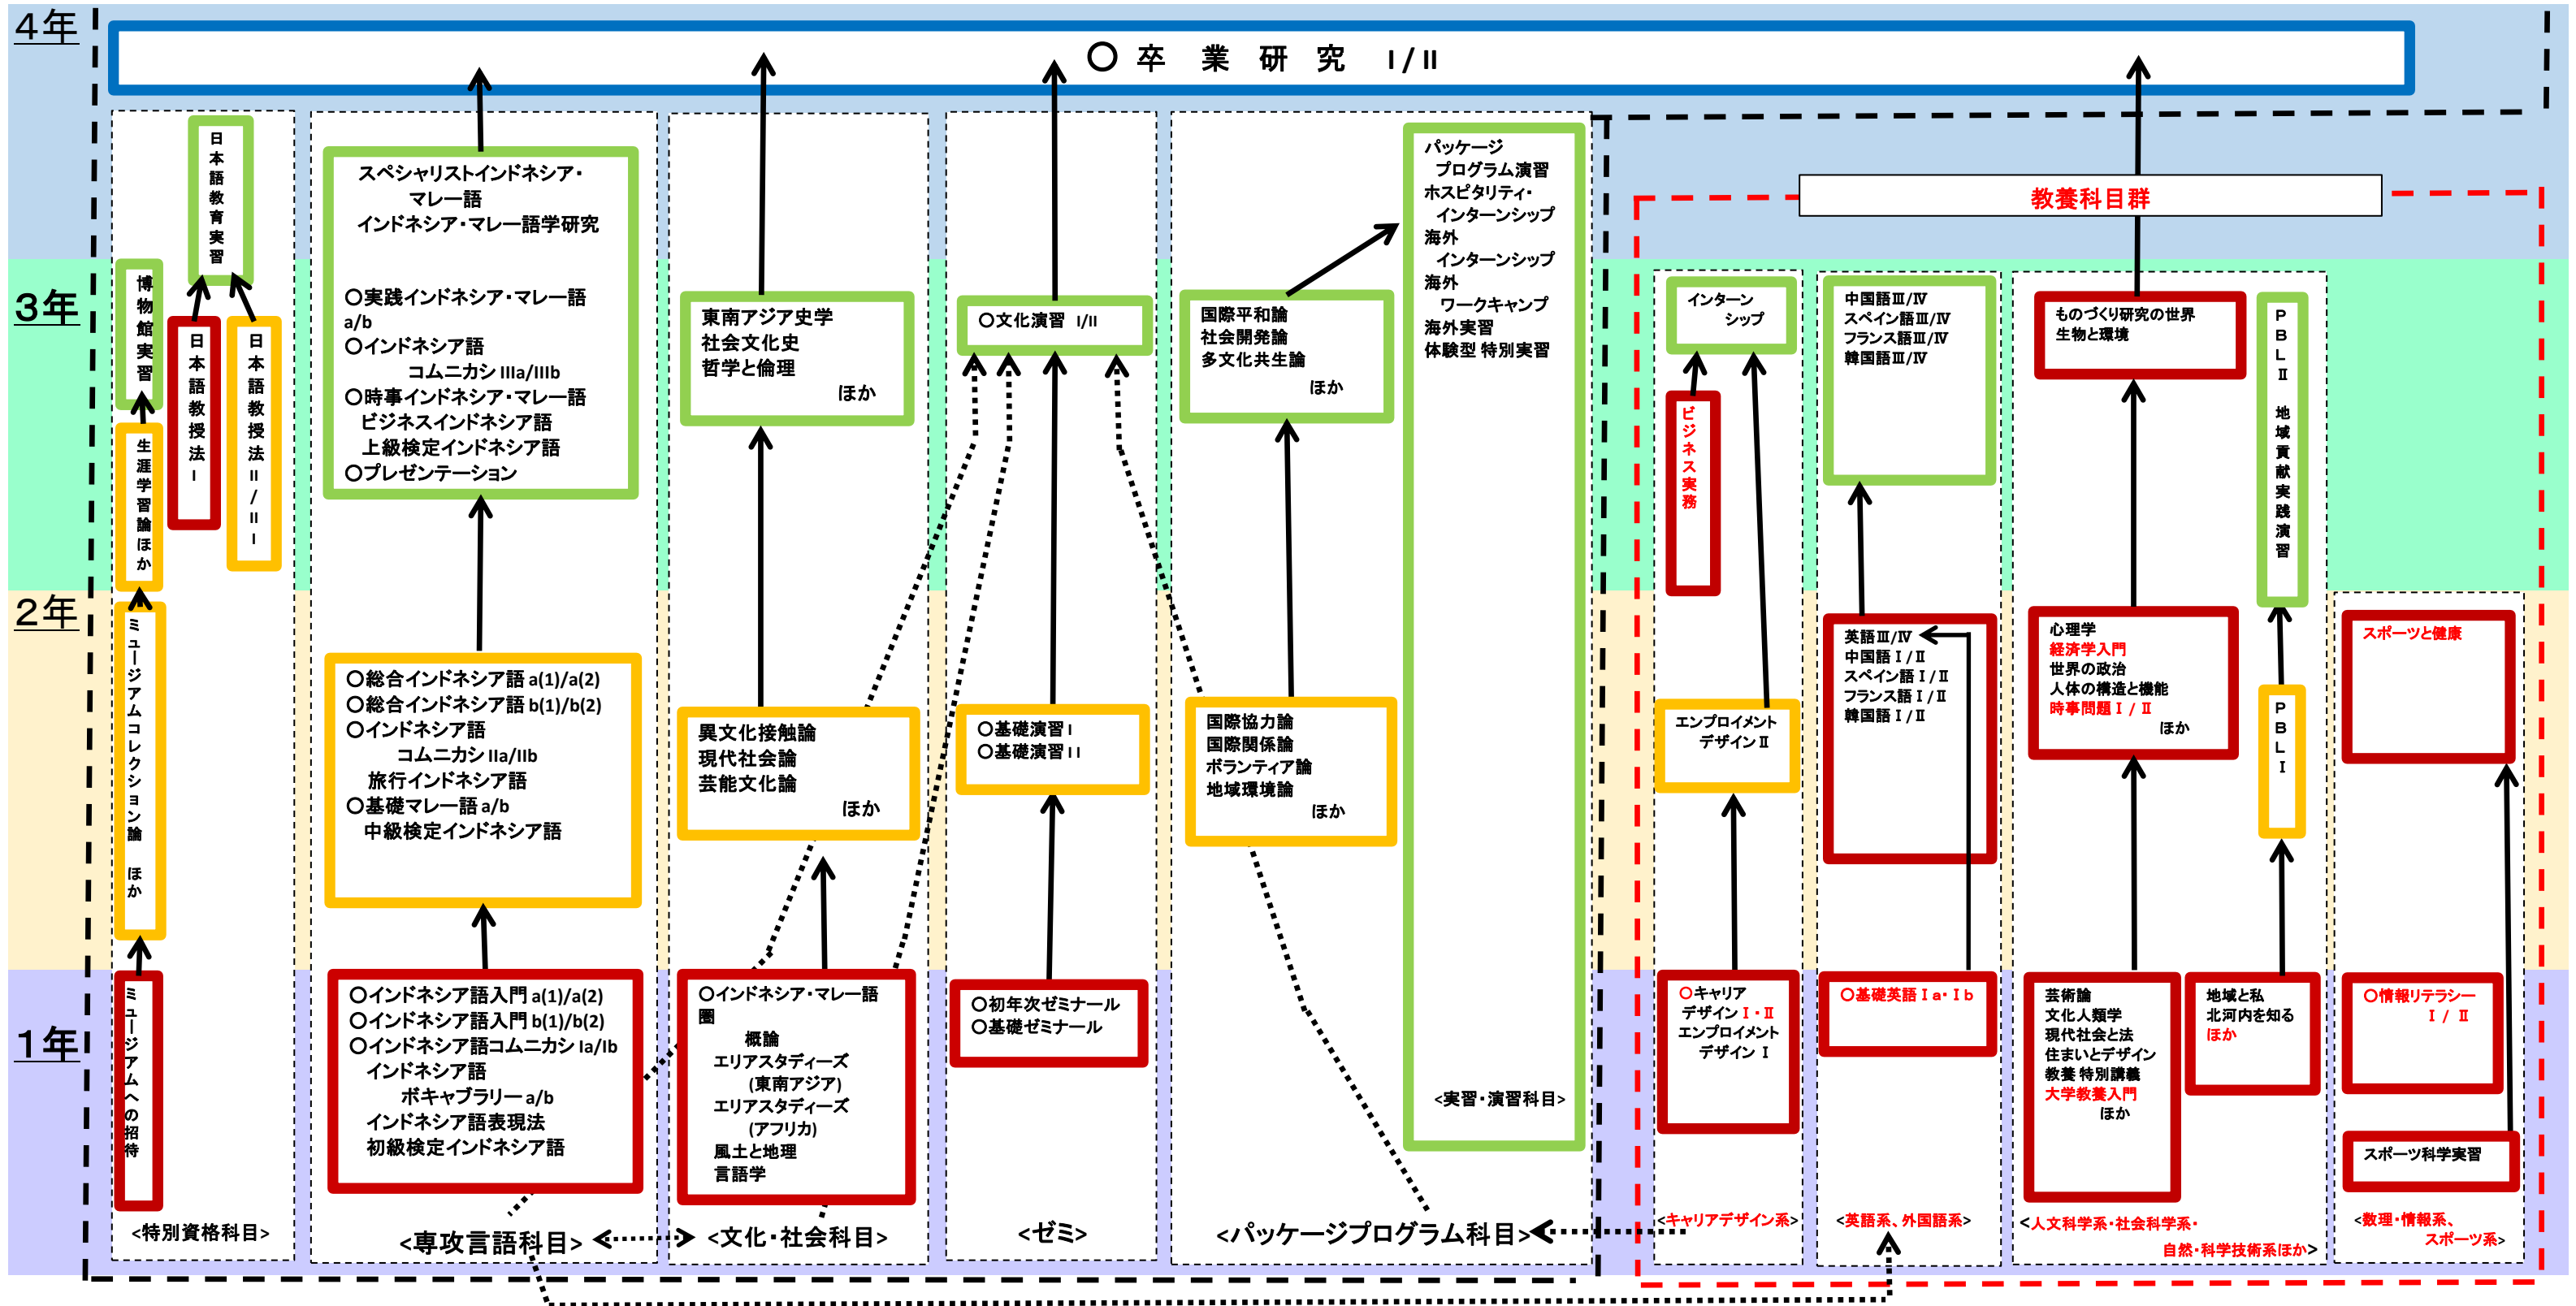 4年
○ 卒 業 研 究 I/II
3年
2年
1年
日本語教育実習
博物館実習
日本語教授法 I
日本語教授法 II/III
生涯学習論ほか
ミュージアムコレクション論 ほか
ミュージアムへの招待
<特別資格科目>
スペシャリストインドネシア・
マレー語
インドネシア・マレー語学研究
○実践インドネシア・マレー語
a/b
○インドネシア語
コムニカシ IIIa/IIIb
○時事インドネシア・マレー語
ビジネスインドネシア語
上級検定インドネシア語
○プレゼンテーション
○総合インドネシア語 a(1)/a(2)
○総合インドネシア語 b(1)/b(2)
○インドネシア語
コムニカシ IIa/IIb
旅行インドネシア語
○基礎マレー語 a/b
中級検定インドネシア語
○インドネシア語入門 a(1)/a(2)
○インドネシア語入門 b(1)/b(2)
○インドネシア語コムニカシ Ia/Ib
インドネシア語
ボキャブラリー a/b
インドネシア語表現法
初級検定インドネシア語
<専攻言語科目>
東南アジア史学
社会文化史
哲学と倫理
ほか
異文化接触論
現代社会論
芸能文化論
ほか
○インドネシア・マレー語
圏
概論
エリアスタディーズ
(東南アジア)
エリアスタディーズ
(アフリカ)
風土と地理
言語学
<文化・社会科目>
○文化演習 I/II
○基礎演習 I
○基礎演習 II
○初年次ゼミナール
○基礎ゼミナール
<ゼミ>
国際平和論
社会開発論
多文化共生論
ほか
国際協力論
国際関係論
ボランティア論
地域環境論
ほか
<パッケージプログラム科目>
パッケージ
プログラム演習
ホスピタリティ・
インターンシップ
海外
インターンシップ
海外
ワークキャンプ
海外実習
体験型 特別実習
<実習・演習科目>
教養科目群
インターン
シップ
ビジネス実務
エンプロイメント
デザインⅡ
○キャリア
デザインⅠ・Ⅱ
エンプロイメント
デザイン Ⅰ
<キャリアデザイン系>
中国語Ⅲ/Ⅳ
スペイン語Ⅲ/Ⅳ
フランス語Ⅲ/Ⅳ
韓国語Ⅲ/Ⅳ
英語Ⅲ/Ⅳ
中国語Ⅰ/Ⅱ
スペイン語Ⅰ/Ⅱ
フランス語Ⅰ/Ⅱ
韓国語Ⅰ/Ⅱ
○基礎英語Ⅰa・Ⅰb
<英語系、外国語系>
ものづくり研究の世界
生物と環境
心理学
経済学入門
世界の政治
人体の構造と機能
時事問題Ⅰ/Ⅱ
ほか
芸術論
文化人類学
現代社会と法
住まいとデザイン
教養 特別講義
大学教養入門
ほか
PBLⅡ 地域貢献実践演習
PBLⅠ
地域と私
北河内を知る
ほか
<人文科学系・社会科学系・
自然・科学技術系ほか>
スポーツと健康
○情報リテラシー
Ⅰ/ Ⅱ
スポーツ科学実習
<数理・情報系、
スポーツ系>